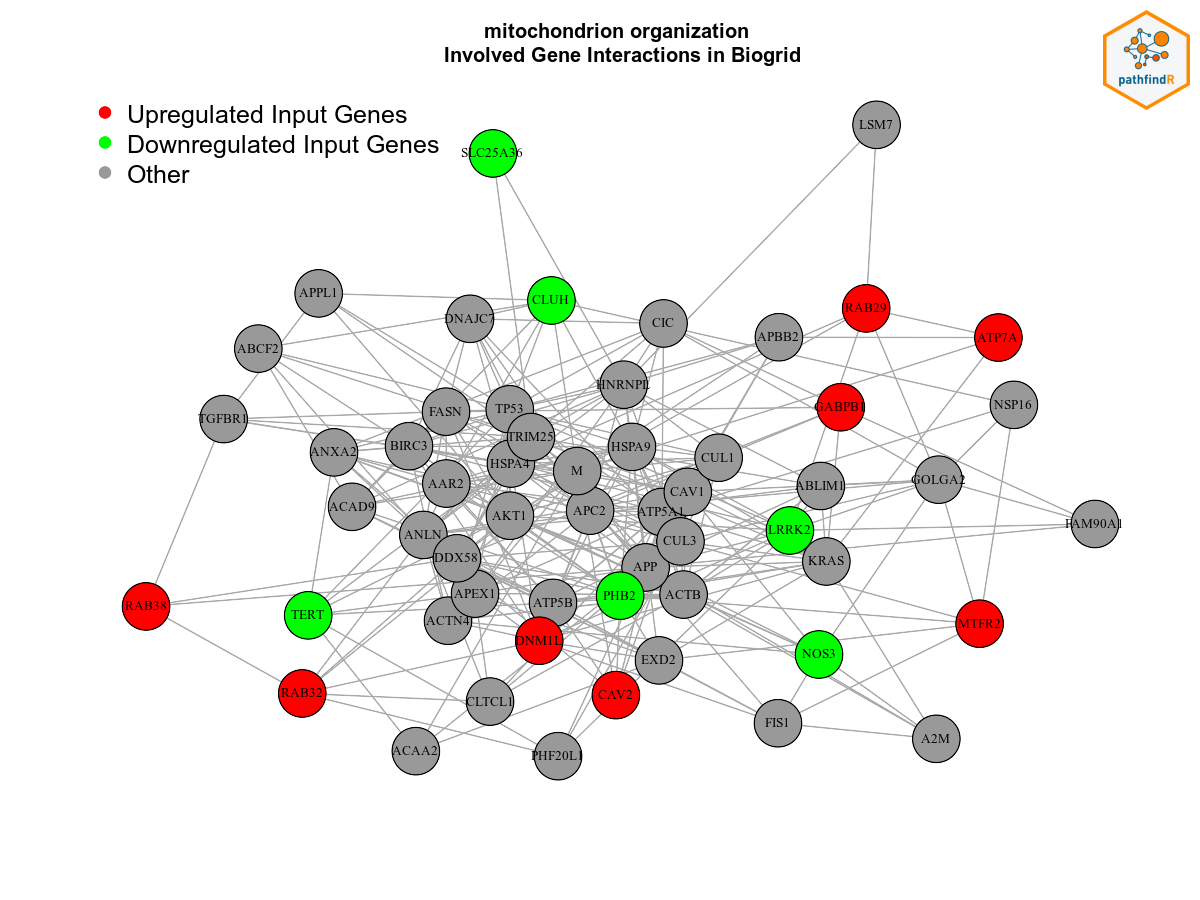 mitochondrion organization
Involved Gene Interactions in Biogrid
pathfindR
Upregulated Input Genes
Downregulated Input Genes
Other
LSM7
SLC25A36
APPL1
CLUH
RAB29
DNAJC7
CIC
APBB2
ATP7A
ABCF2
HNRNPL
TGFBR1
FASN
TP53
GABPB1
NSP16
TRIM25
BIRC3
HSPA9
ANXA2
HSPA4
M
CUL1
AAR2
CAV1
ABLIM1
GOLGA2
ACAD9
AKT1
APC2
ATP5A1
FAM90A1
ANLN
LRRK2
CUL3
DDX58
APP
KRAS
APEX1
PHB2
ACTB
RAB38
TERT
ATP5B
ACTN4
MTFR2
DNM1L
EXD2
NOS3
RAB32
CLTCL1
CAV2
FIS1
A2M
ACAA2
PHF20L1